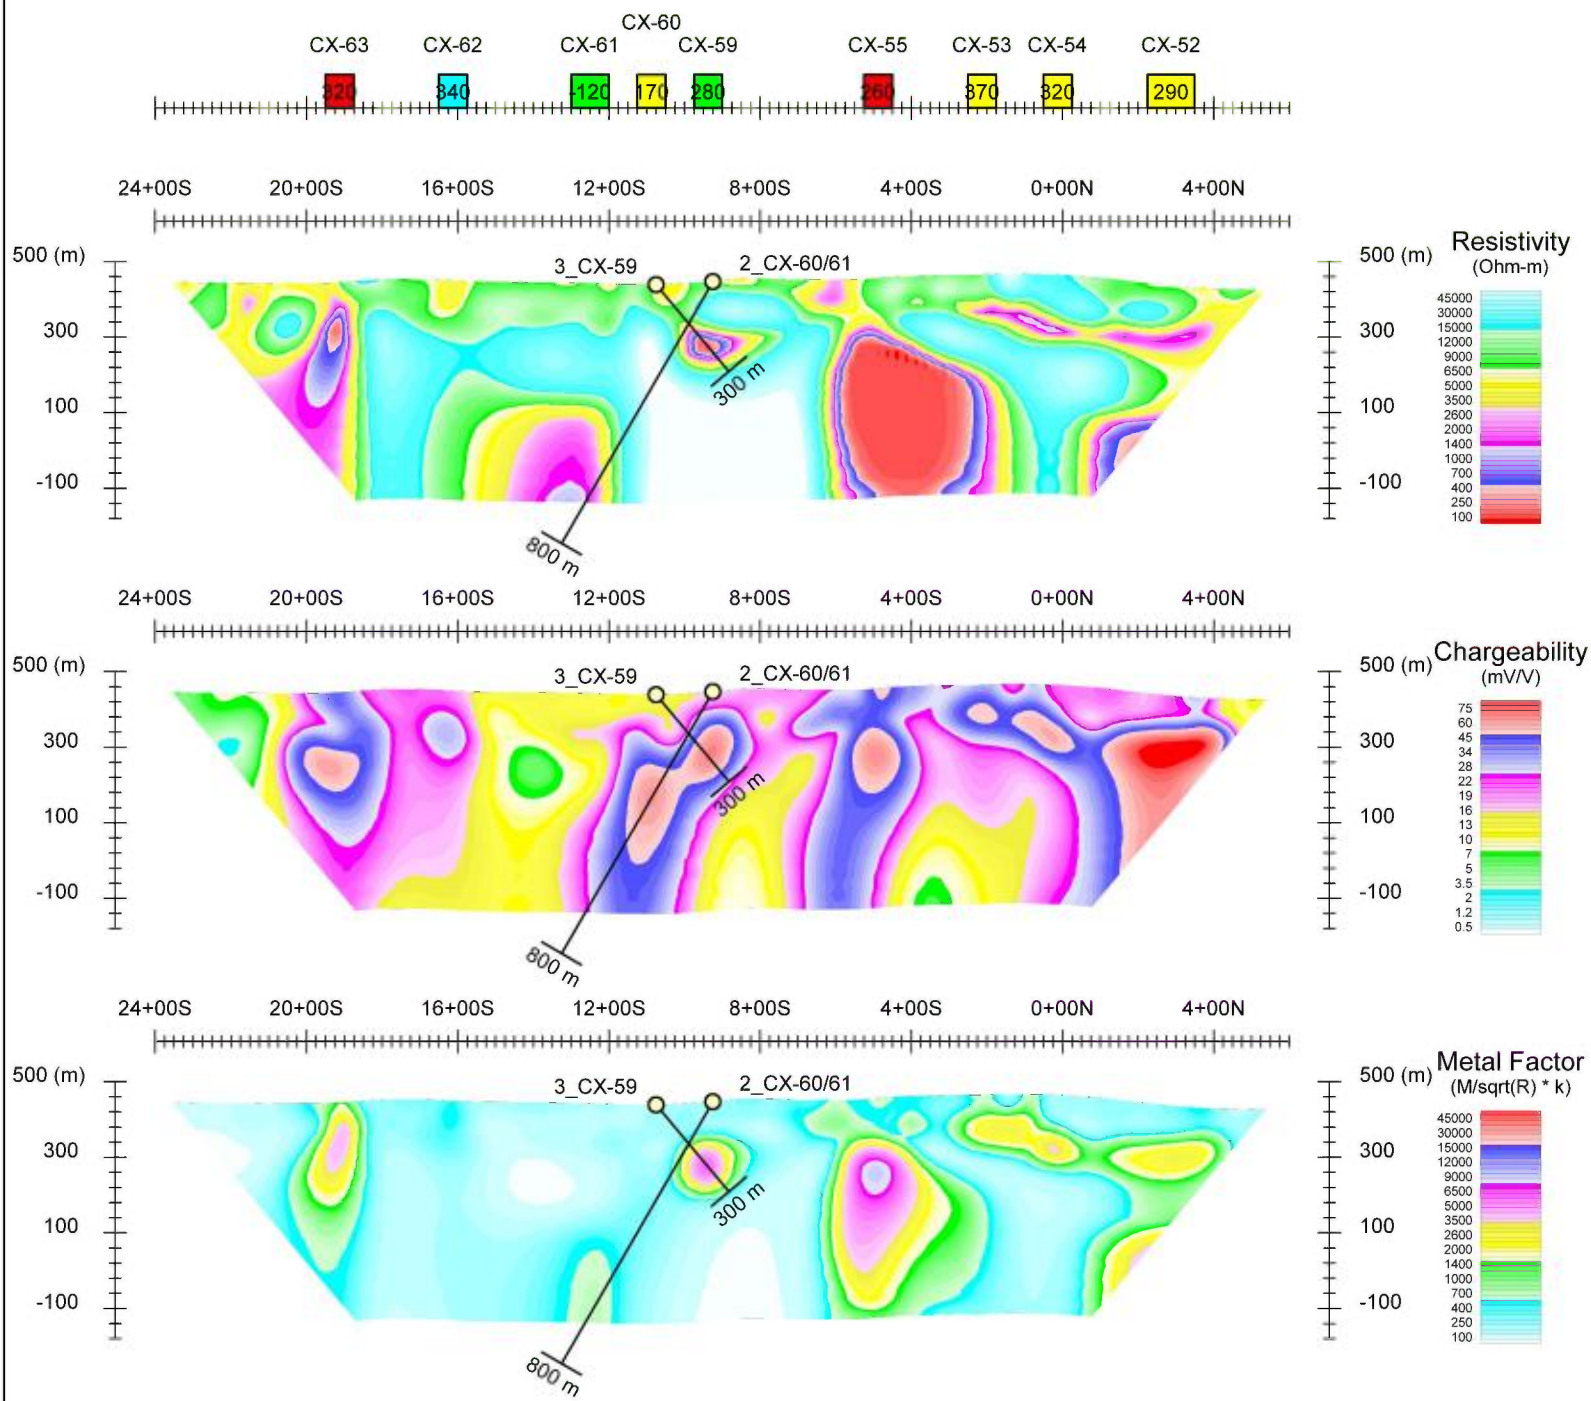 CX-60
CX-63 CX-62 CX-61 CX-59 CX-55 CX-53 CX-54 CX-52
320 340 -120 170 280 260 370 320 290
24+00S 20+00S 16+00S 12+00S 8+00S 4+00S 0+00N 4+00N
500 (m) 3_CX-59 2_CX-60/61 500 (m)
300 300
100 100
-100 -100
300 m
800 m
Resistivity
(Ohm-m)
45000
30000
15000
12000
9000
6500
5000
3500
2600
2000
1400
1000
700
400
250
100
24+00S 20+00S 16+00S 12+00S 8+00S 4+00S 0+00N 4+00N
500 (m) 3_CX-59 2_CX-60/61 500 (m)
300 300
100 100
-100 -100
300 m
800 m
Chargeability
(mV/V)
75
60
45
34
28
22
19
16
13
10
7
5
3.5
2
1.2
0.5
24+00S 20+00S 16+00S 12+00S 8+00S 4+00S 0+00N 4+00N
500 (m) 3_CX-59 2_CX-60/61 500 (m)
300 300
100 100
-100 -100
300 m
800 m
Metal Factor
(M/sqrt(R) * k)
45000
30000
15000
12000
9000
6500
5000
3500
2600
2000
1400
1000
700
400
250
100